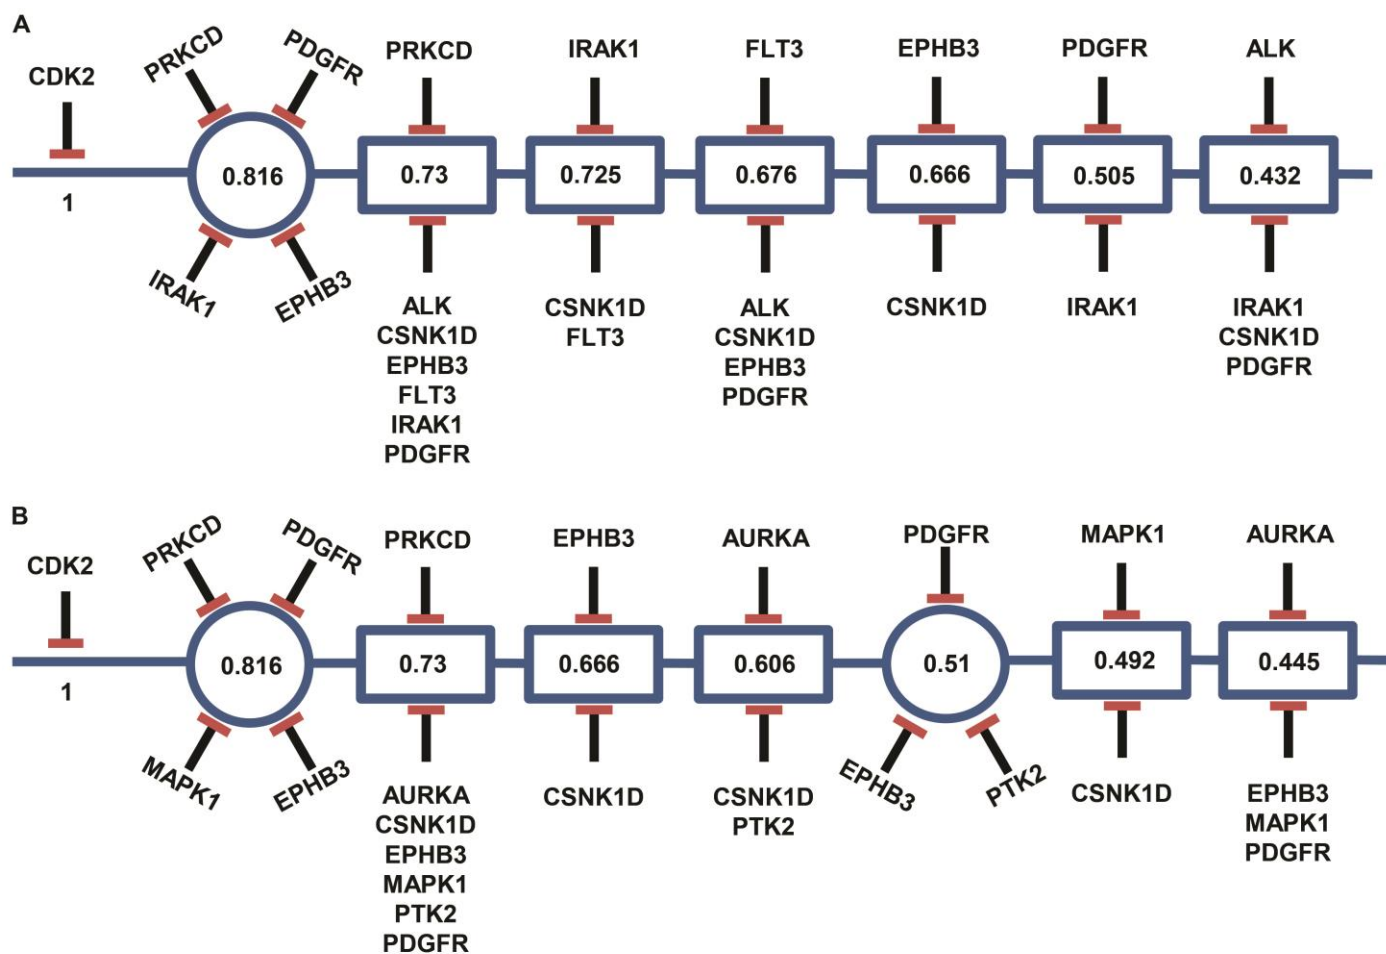 A
CDK2
1
PRKCD
PDGFR
0.816
IRAK1
EPHB3
PRKCD
0.73
ALK
CSNK1D
EPHB3
FLT3
IRAK1
PDGFR
IRAK1
0.725
CSNK1D
FLT3
FLT3
0.676
ALK
CSNK1D
EPHB3
PDGFR
EPHB3
0.666
CSNK1D
PDGFR
0.505
IRAK1
ALK
0.432
IRAK1
CSNK1D
PDGFR
B
CDK2
1
PRKCD
PDGFR
0.816
MAPK1
EPHB3
PRKCD
0.73
AURKA
CSNK1D
EPHB3
MAPK1
PTK2
PDGFR
EPHB3
0.666
CSNK1D
AURKA
0.606
CSNK1D
PTK2
PDGFR
0.51
EPHB3
PTK2
MAPK1
0.492
CSNK1D
AURKA
0.445
EPHB3
MAPK1
PDGFR